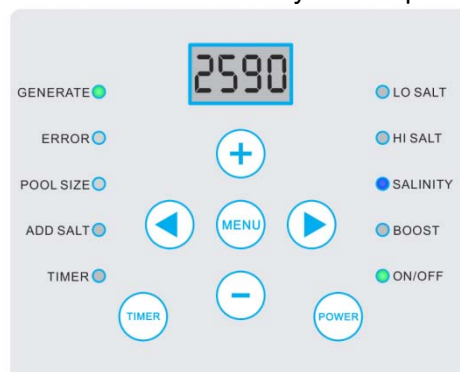 2590
GENERATE
LO SALT
ERROR
HI SALT
POOL SIZE
SALINITY
ADD SALT
MENU
BOOST
TIMER
ON/OFF
TIMER
POWER